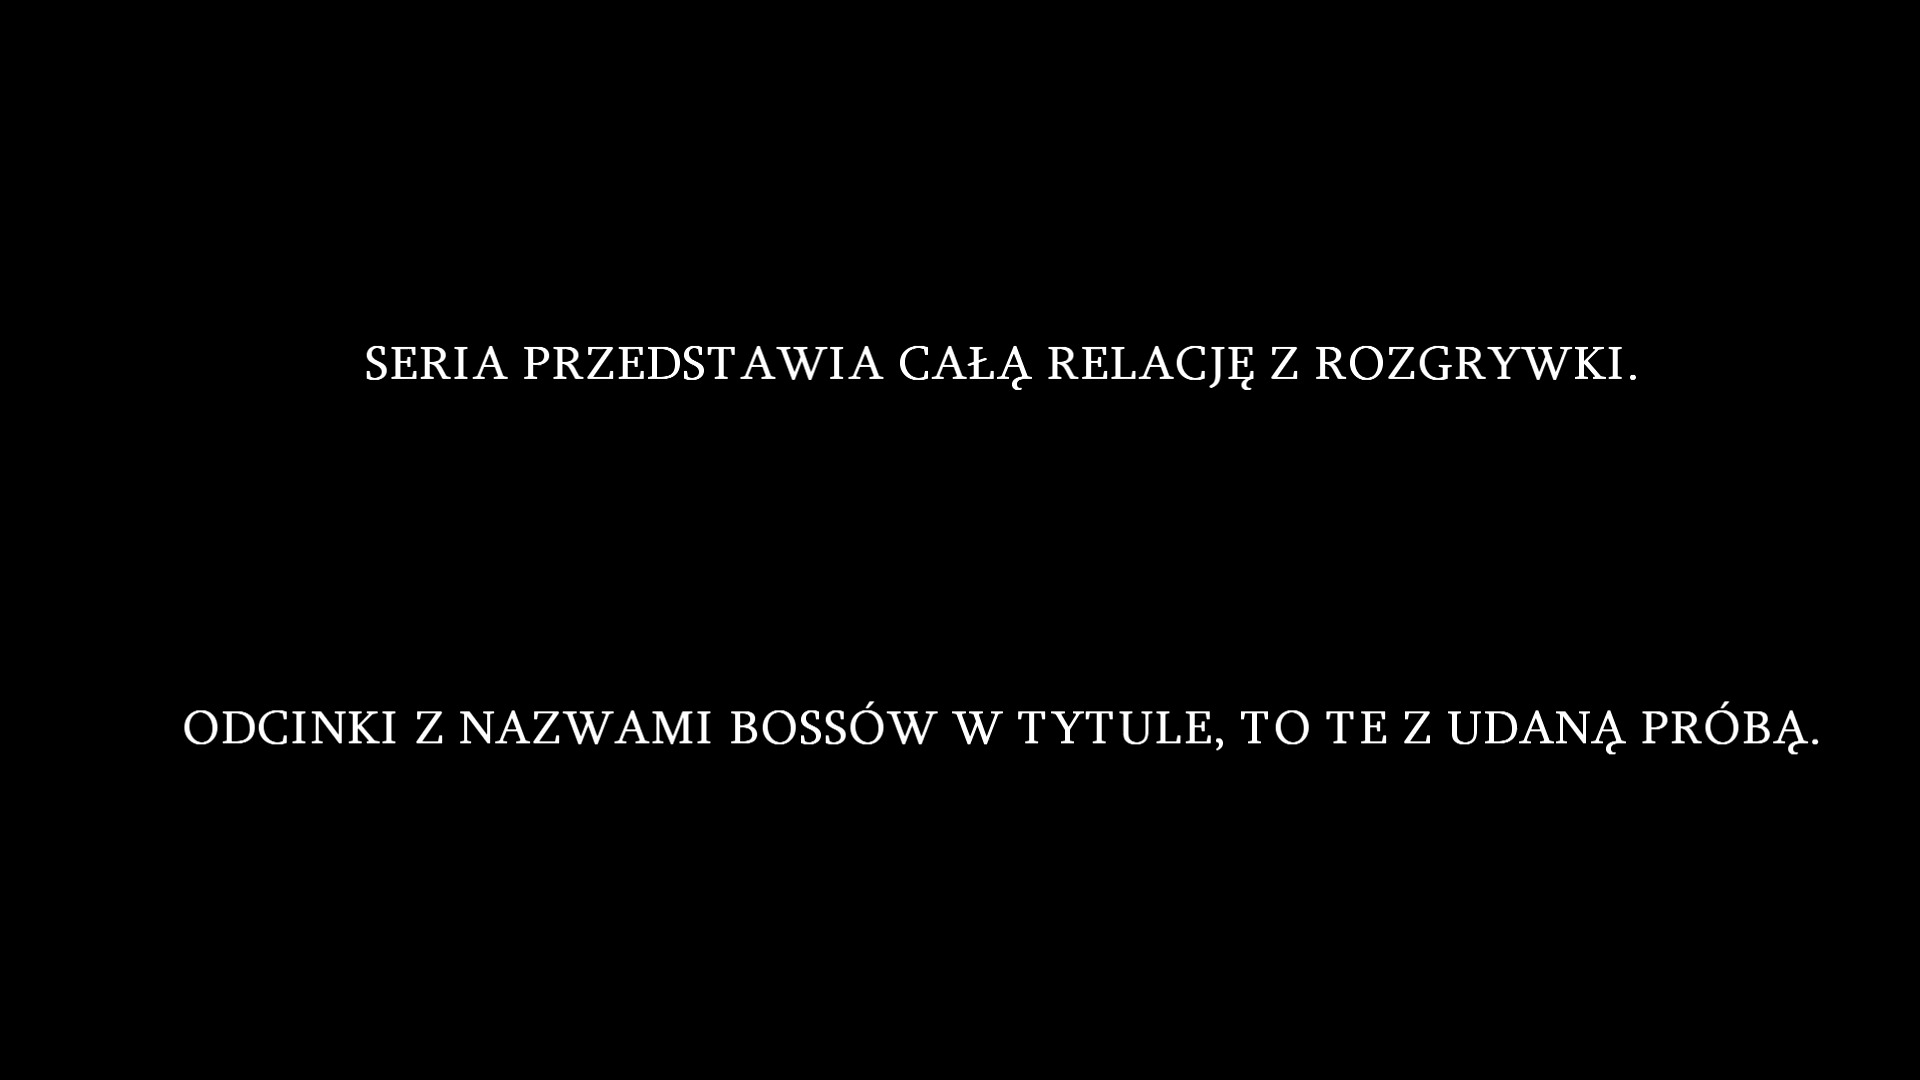 SERIA PRZEDSTAWIA CAŁĄ RELACJĘ Z ROZGRYWKI.
ODCINKI Z NAZWAMI BOSSÓW W TYTULE, TO TE Z UDANĄ PRÓBĄ.